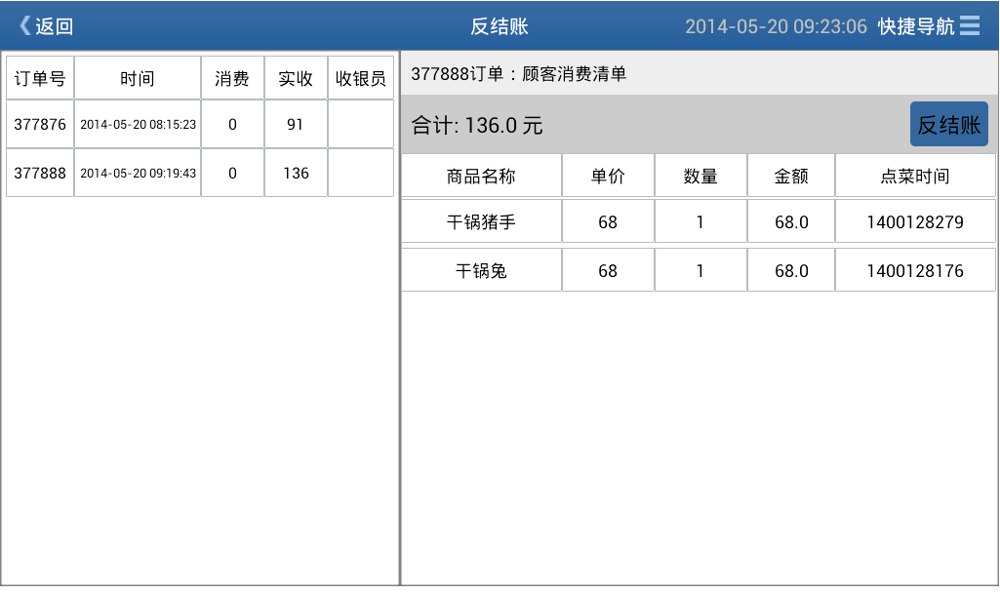 返回 反结账 2014-05-20 09:23:06 快捷导航
订单号 时间 消费 实收 收银员
377876 2014-05-20 08:15:23 0 91
377888 2014-05-20 09:19:43 0 136
377888订单：顾客消费清单
合计: 136.0 元 反结账
商品名称 单价 数量 金额 点菜时间
干锅猪手 68 1 68.0 1400128279
干锅兔 68 1 68.0 1400128176